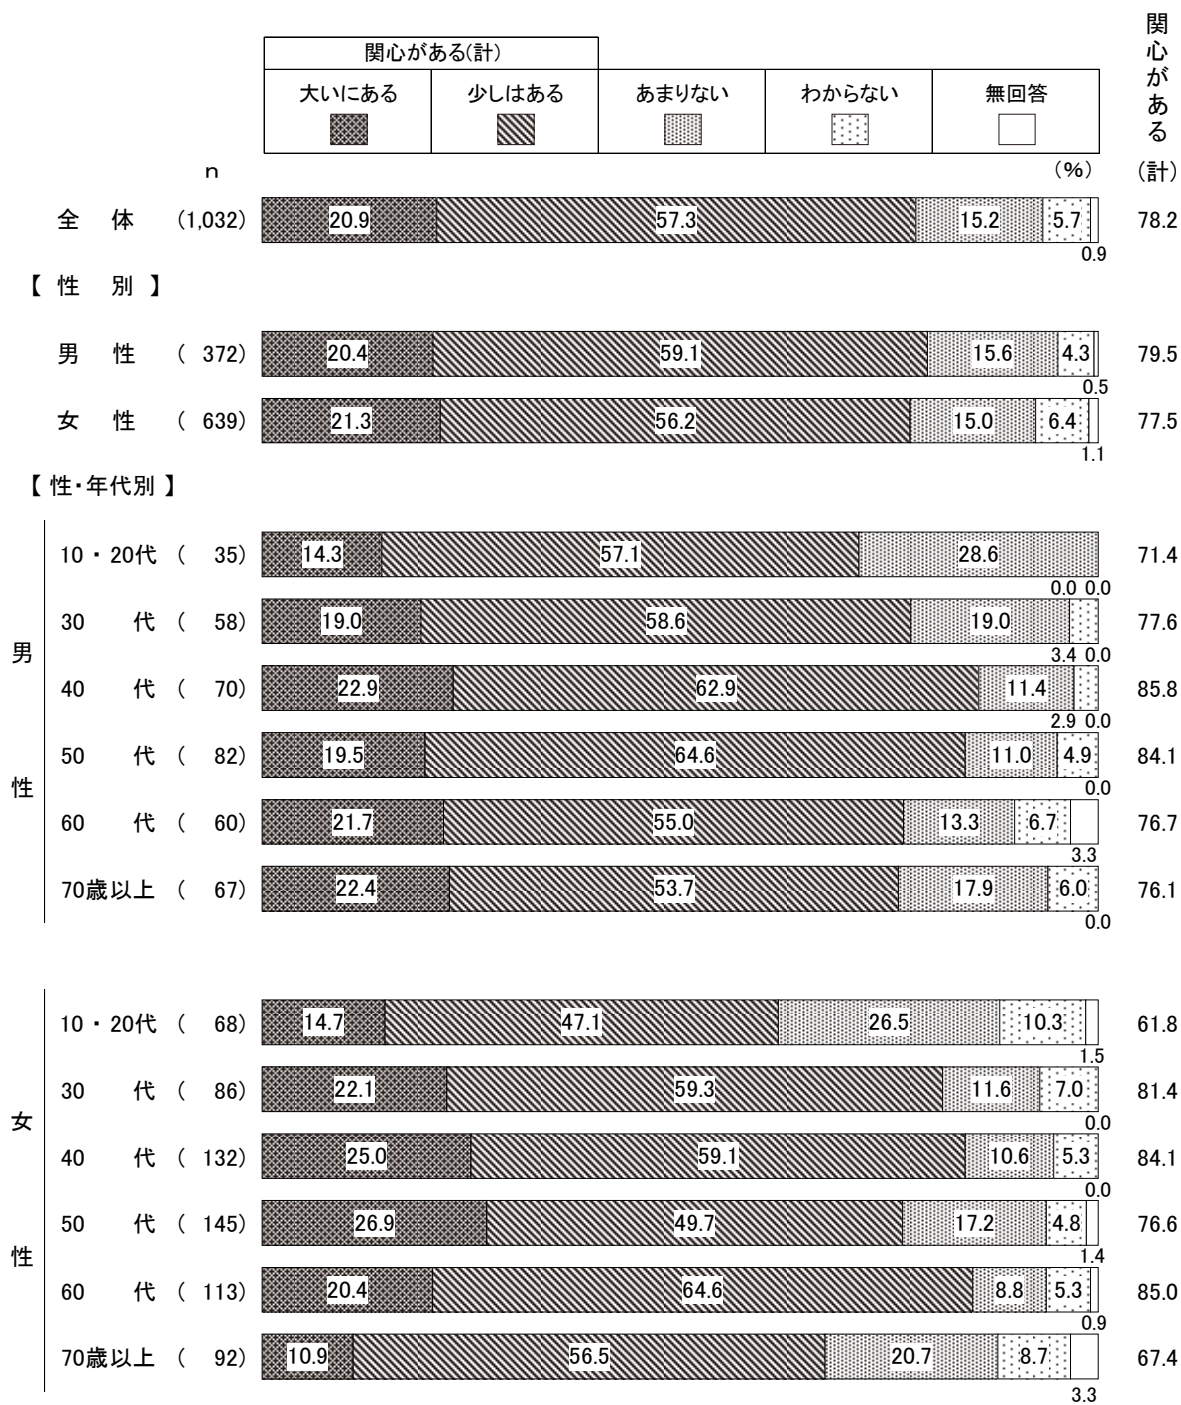 関心がある(計)
関心がある(計)
大いにある 少しはある あまりない わからない 無回答
n (%)
全 体 (1,032) 20.9 57.3 15.2 5.7 78.2
0.9
【 性 別 】
男 性 ( 372) 20.4 59.1 15.6 4.3 79.5
0.5
女 性 ( 639) 21.3 56.2 15.0 6.4 77.5
1.1
【 性・年代別 】
男性
10・20代 ( 35) 14.3 57.1 28.6 71.4
0.0 0.0
30 代 ( 58) 19.0 58.6 19.0 77.6
3.4 0.0
40 代 ( 70) 22.9 62.9 11.4 85.8
2.9 0.0
50 代 ( 82) 19.5 64.6 11.0 4.9 84.1
0.0
60 代 ( 60) 21.7 55.0 13.3 6.7 76.7
3.3
70歳以上 ( 67) 22.4 53.7 17.9 6.0 76.1
0.0
女性
10・20代 ( 68) 14.7 47.1 26.5 10.3 61.8
1.5
30 代 ( 86) 22.1 59.3 11.6 7.0 81.4
0.0
40 代 ( 132) 25.0 59.1 10.6 5.3 84.1
0.0
50 代 ( 145) 26.9 49.7 17.2 4.8 76.6
1.4
60 代 ( 113) 20.4 64.6 8.8 5.3 85.0
0.9
70歳以上 ( 92) 10.9 56.5 20.7 8.7 67.4
3.3